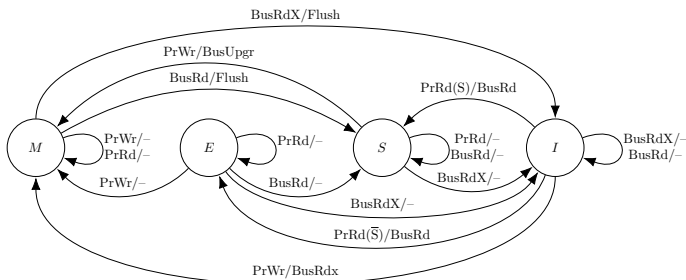 BusRdX/Flush
PrWr/BusUpgr
BusRd/Flush
PrRd(S)/BusRd
M
PrWr/–
PrRd/–
E
PrRd/–
S
PrRd/–
BusRd/–
I
BusRdX/–
BusRd/–
PrWr/–
BusRd/–
BusRdX/–
BusRdX/–
PrRd(S̅)/BusRd
PrWr/BusRdx